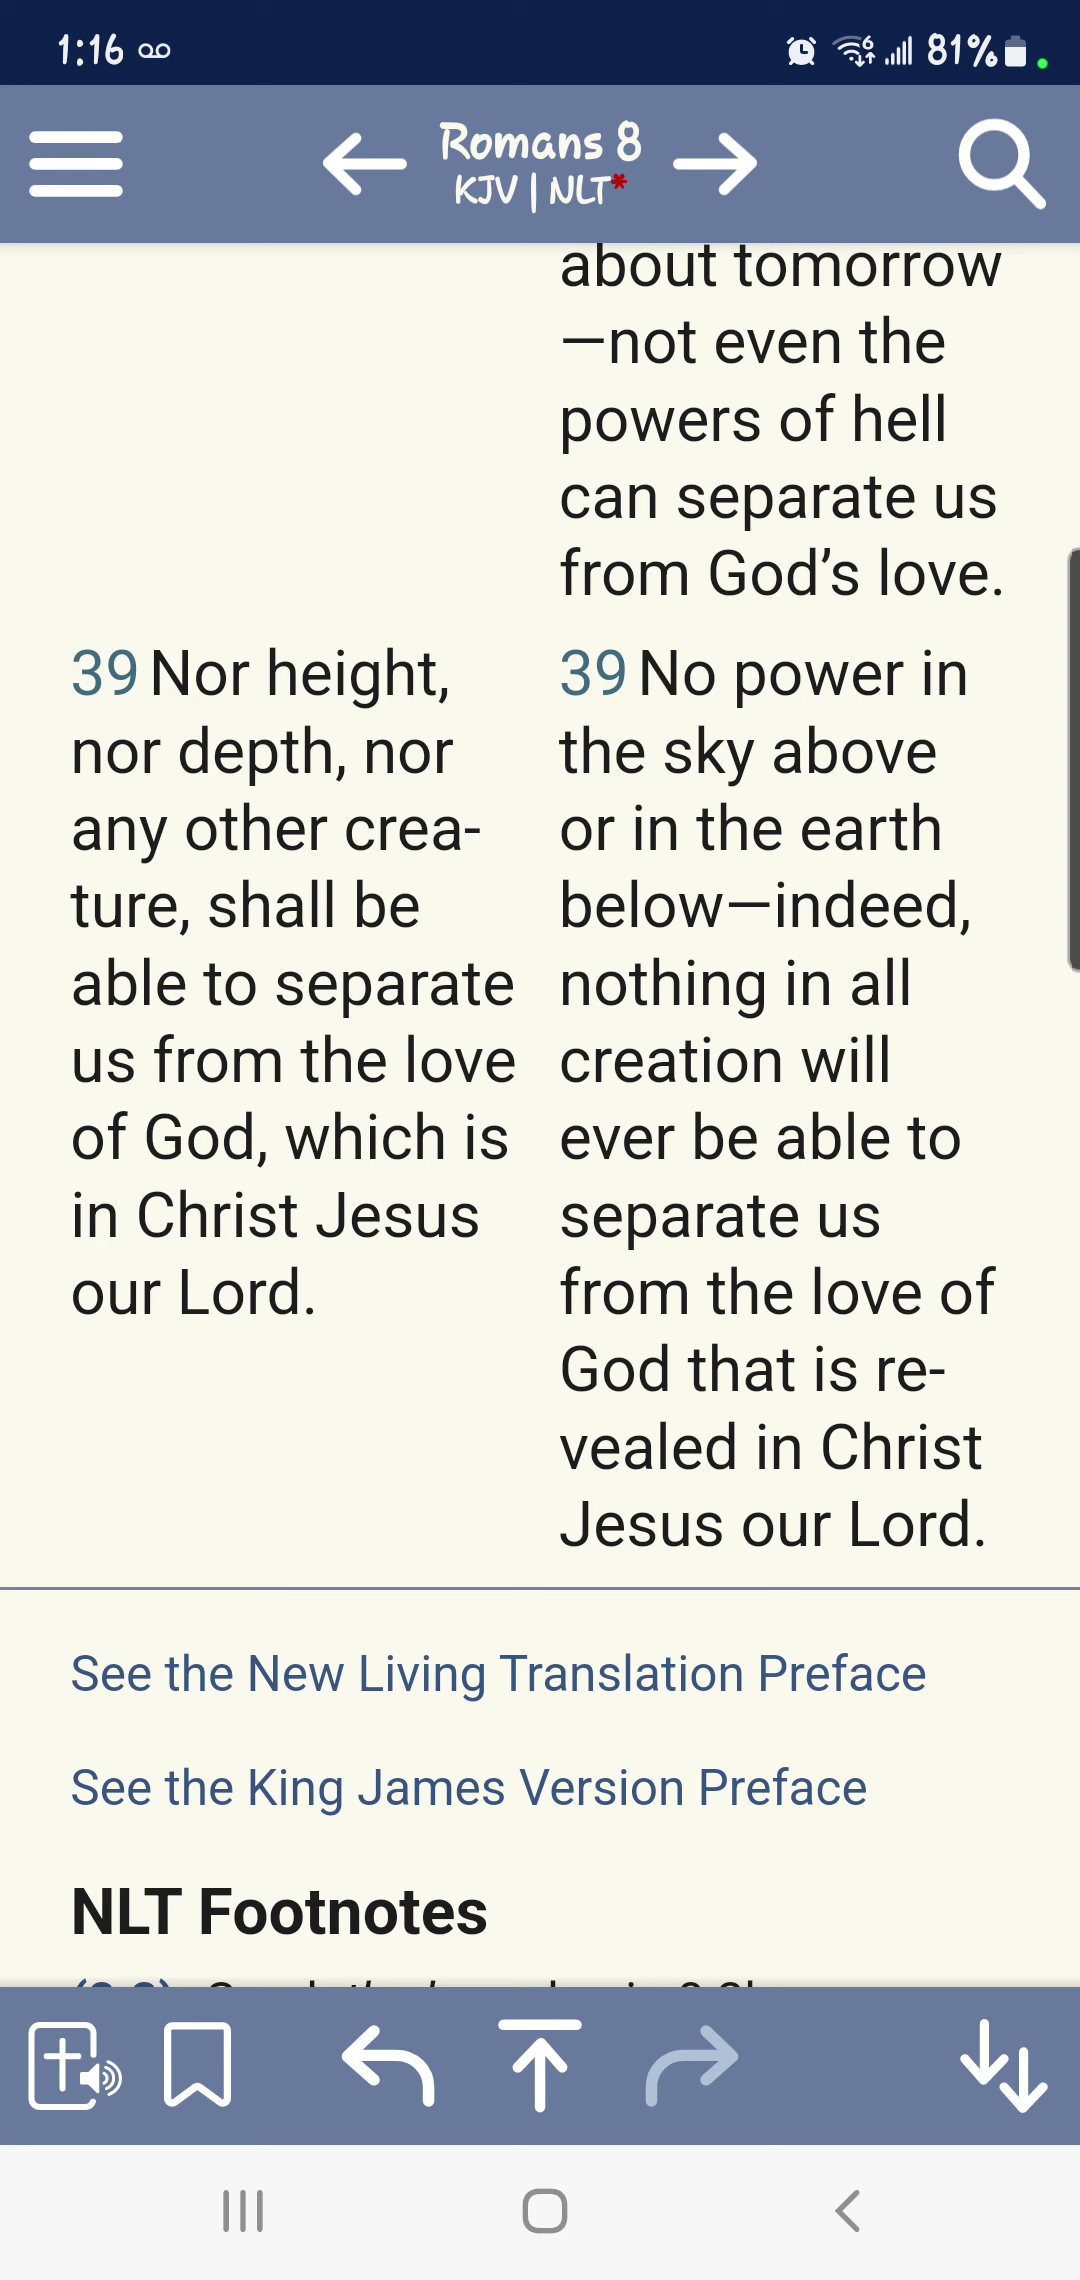 1:16
6
81%
Romans 8
KJV | NLT*
about tomorrow
—not even the
powers of hell
can separate us
from God’s love.
39 Nor height,
nor depth, nor
any other crea-
ture, shall be
able to separate
us from the love
of God, which is
in Christ Jesus
our Lord.
39 No power in
the sky above
or in the earth
below—indeed,
nothing in all
creation will
ever be able to
separate us
from the love of
God that is re-
vealed in Christ
Jesus our Lord.
See the New Living Translation Preface
See the King James Version Preface
NLT Footnotes